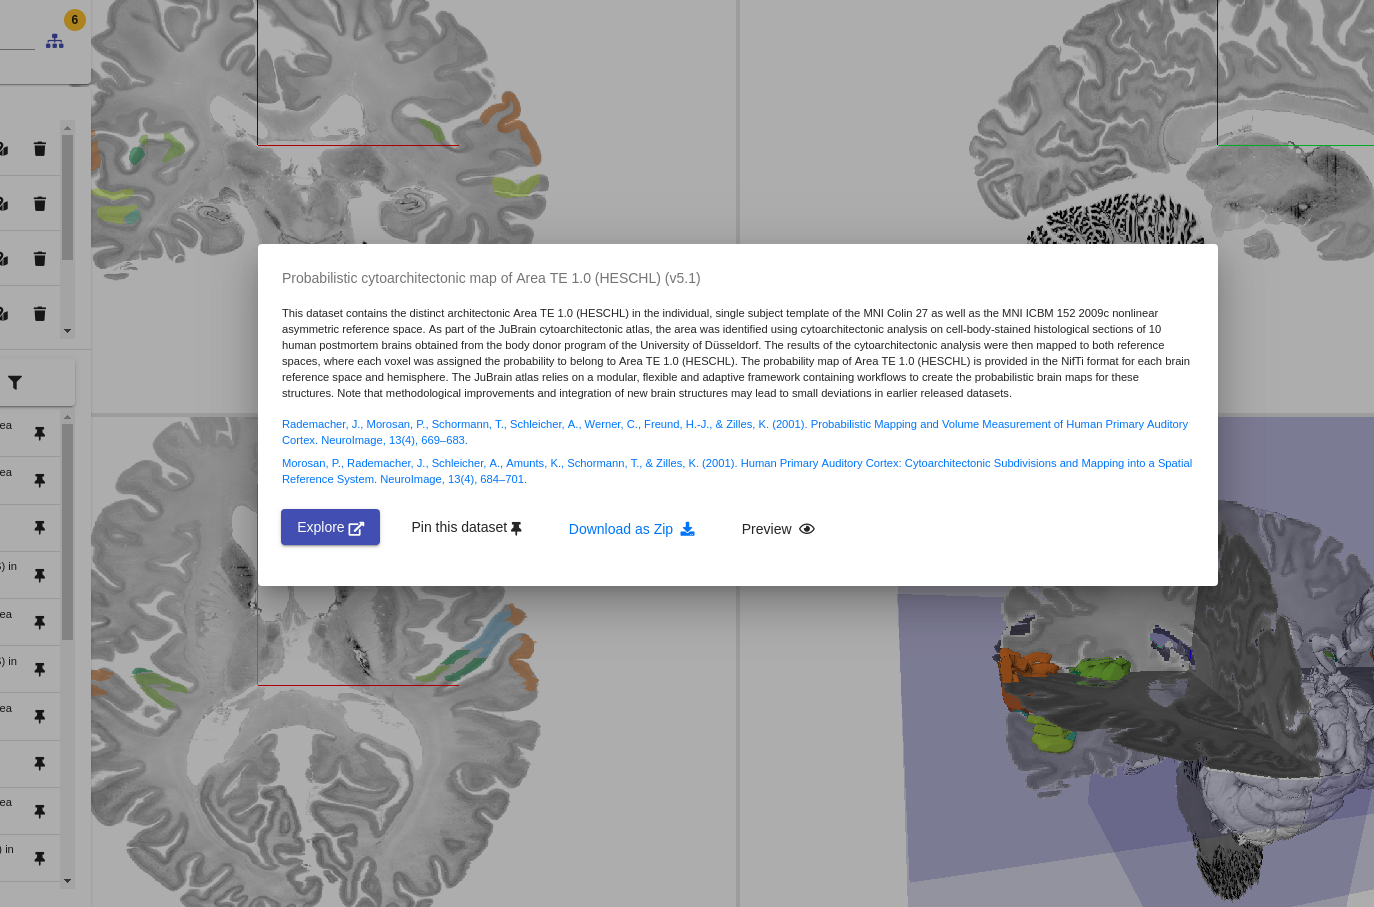 6
Probabilistic cytoarchitectonic map of Area TE 1.0 (HESCHL) (v5.1)
This dataset contains the distinct architectonic Area TE 1.0 (HESCHL) in the individual, single subject template of the MNI Colin 27 as well as the MNI ICBM 152 2009c nonlinear
asymmetric reference space. As part of the JuBrain cytoarchitectonic atlas, the area was identified using cytoarchitectonic analysis on cell-body-stained histological sections of 10
human postmortem brains obtained from the body donor program of the University of Düsseldorf. The results of the cytoarchitectonic analysis were then mapped to both reference
spaces, where each voxel was assigned the probability to belong to Area TE 1.0 (HESCHL). The probability map of Area TE 1.0 (HESCHL) is provided in the NifTi format for each brain
reference space and hemisphere. The JuBrain atlas relies on a modular, flexible and adaptive framework containing workflows to create the probabilistic brain maps for these
structures. Note that methodological improvements and integration of new brain structures may lead to small deviations in earlier released datasets.
Rademacher, J., Morosan, P., Schormann, T., Schleicher, A., Werner, C., Freund, H.-J., & Zilles, K. (2001). Probabilistic Mapping and Volume Measurement of Human Primary Auditory
Cortex. NeuroImage, 13(4), 669–683.
Morosan, P., Rademacher, J., Schleicher, A., Amunts, K., Schormann, T., & Zilles, K. (2001). Human Primary Auditory Cortex: Cytoarchitectonic Subdivisions and Mapping into a Spatial
Reference System. NeuroImage, 13(4), 684–701.
Explore Pin this dataset Download as Zip Preview
ea
ea
) in
ea
) in
ea
ea
) in